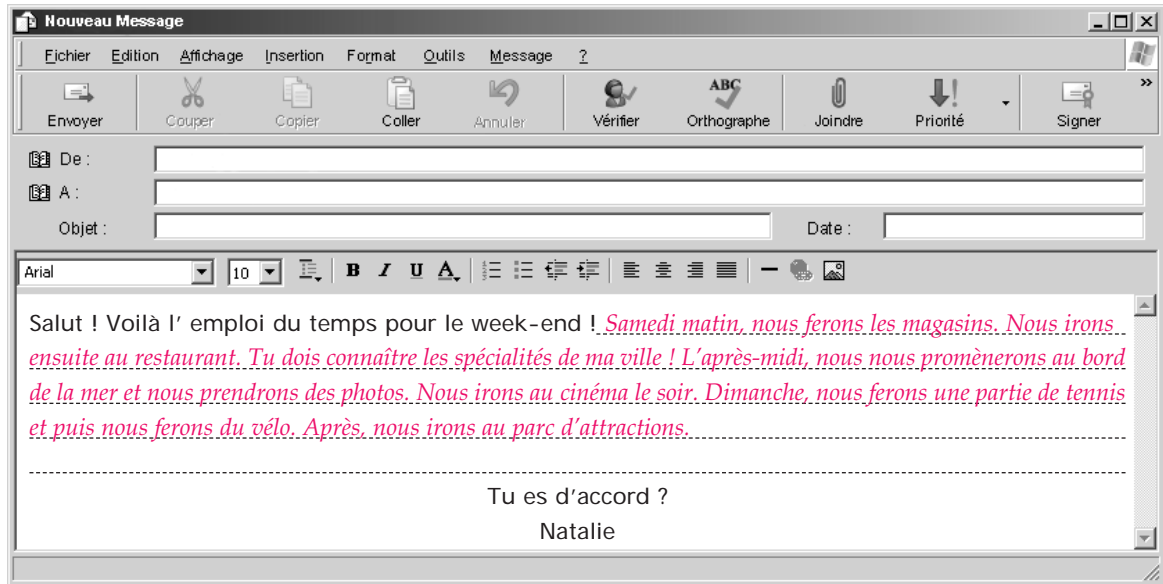 Nouveau Message
Fichier Edition Affichage Insertion Format Outils Message ?
Envoyer Couper Copier Coller Annuler Vérifier ABC Orthographe Joindre Priorité Signer
De :
A :
Objet : Date :
Arial 10 B I U A
Salut ! Voilà l' emploi du temps pour le week-end ! Samedi matin, nous ferons les magasins. Nous irons
ensuite au restaurant. Tu dois connaître les spécialités de ma ville ! L'après-midi, nous nous promènerons au bord
de la mer et nous prendrons des photos. Nous irons au cinéma le soir. Dimanche, nous ferons une partie de tennis
et puis nous ferons du vélo. Après, nous irons au parc d'attractions.
Tu es d'accord ?
Natalie